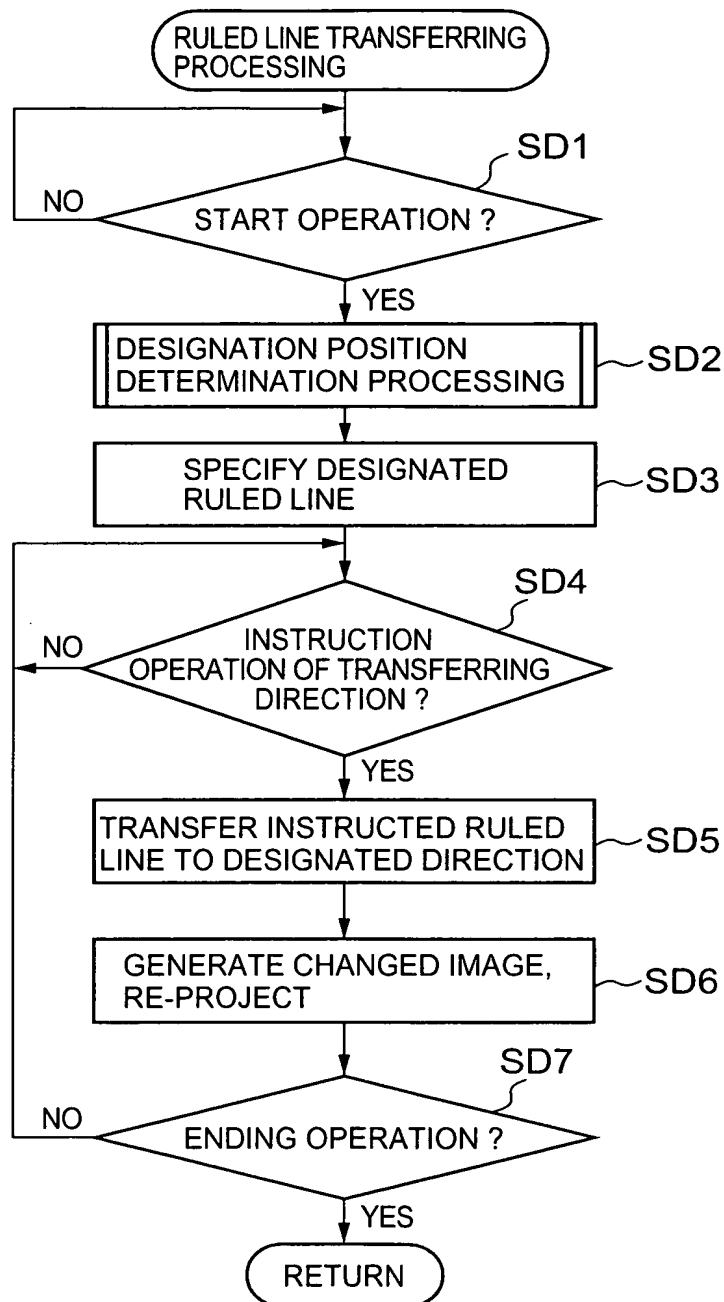 RULED LINE TRANSFERRING
PROCESSING
SD1
NO
START OPERATION ?
YES
DESIGNATION POSITION
DETERMINATION PROCESSING
SD2
SPECIFY DESIGNATED
RULED LINE
SD3
SD4
NO
INSTRUCTION
OPERATION OF TRANSFERRING
DIRECTION ?
YES
TRANSFER INSTRUCTED RULED
LINE TO DESIGNATED DIRECTION
SD5
GENERATE CHANGED IMAGE,
RE-PROJECT
SD6
SD7
NO
ENDING OPERATION ?
YES
RETURN